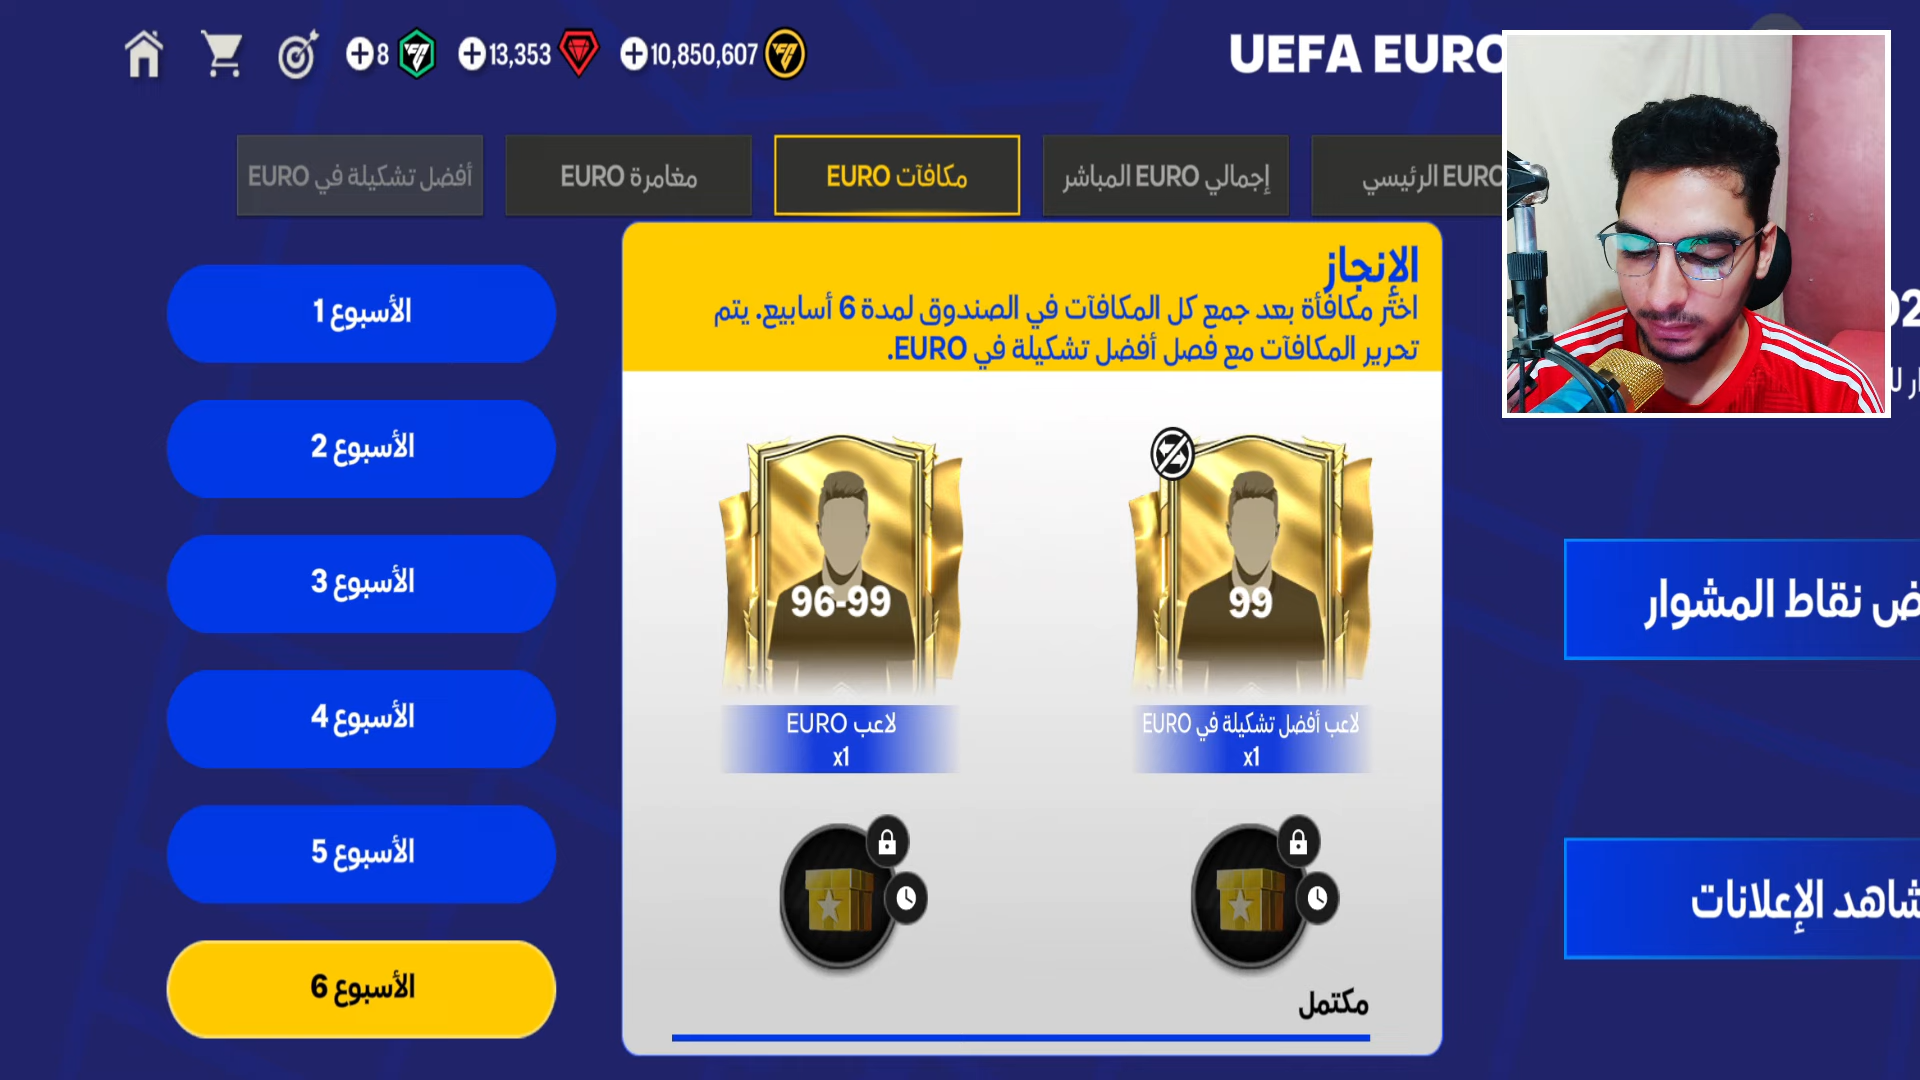 8
13,353
10,850,607
UEFA EURO
أفضل تشكيلة في EURO
مغامرة EURO
مكافآت EURO
إجمالي EURO المباشر
EURO الرئيسي
الأسبوع 1
الأسبوع 2
الأسبوع 3
الأسبوع 4
الأسبوع 5
الأسبوع 6
الإنجاز
اختَر مكافأة بعد جمع كل المكافآت في الصندوق لمدة 6 أسابيع. يتم
تحرير المكافآت مع فصل أفضل تشكيلة في EURO.
96-99
لاعب EURO
x1
99
لاعب أفضل تشكيلة في EURO
x1
مكتمل
نقاط المشوار
الإعلانات